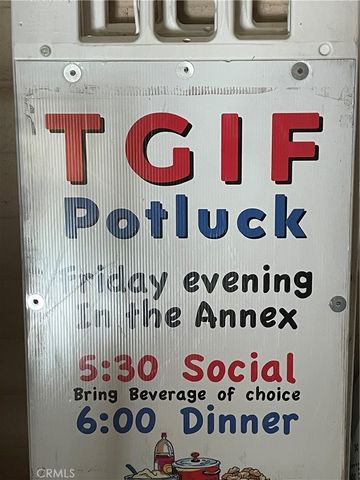 TGIF
Potluck
Friday evening
In the Annex
5:30 Social
Bring Beverage of choice
6:00 Dinner
CRMLS